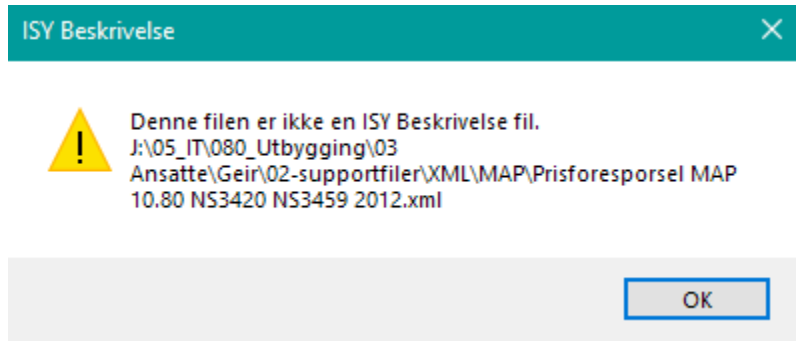 ISY Beskrivelse
Denne filen er ikke en ISY Beskrivelse fil.
J:\05_IT\080_Utbygging\03
Ansatte\Geir\02-supportfiler\XML\MAP\Prisforesporsel MAP
10.80 NS3420 NS3459 2012.xml
OK